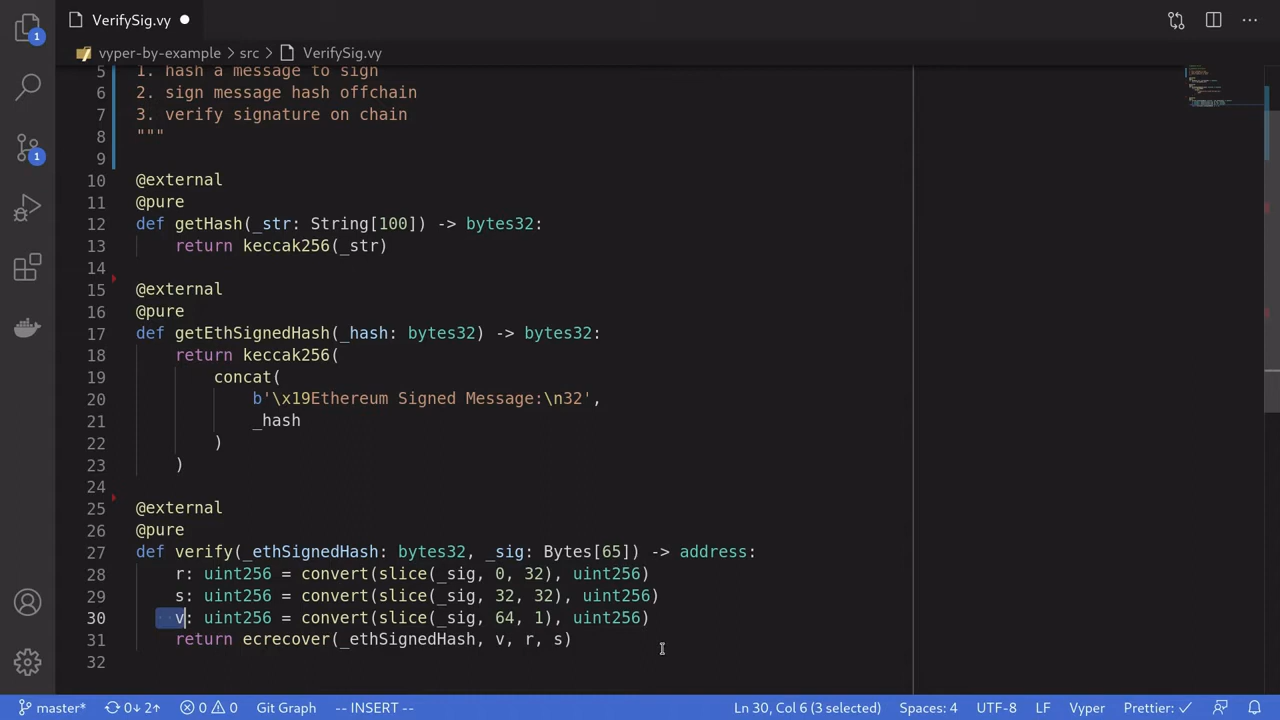 VerifySig.vy
vyper-by-example > src > VerifySig.vy
1
1
5 1. hash a message to sign
6 2. sign message hash offchain
7 3. verify signature on chain
8 """
9
10 @external
11 @pure
12 def getHash(_str: String[100]) -> bytes32:
13 return keccak256(_str)
14
15 @external
16 @pure
17 def getEthSignedHash(_hash: bytes32) -> bytes32:
18 return keccak256(
19 concat(
20 b'\x19Ethereum Signed Message:\n32',
21 _hash
22 )
23 )
24
25 @external
26 @pure
27 def verify(_ethSignedHash: bytes32, _sig: Bytes[65]) -> address:
28 r: uint256 = convert(slice(_sig, 0, 32), uint256)
29 s: uint256 = convert(slice(_sig, 32, 32), uint256)
30 v: uint256 = convert(slice(_sig, 64, 1), uint256)
31 return ecrecover(_ethSignedHash, v, r, s)
32
master* 0↓ 2↑ 0 0 Git Graph -- INSERT -- Ln 30, Col 6 (3 selected) Spaces: 4 UTF-8 LF Vyper Prettier: ✓